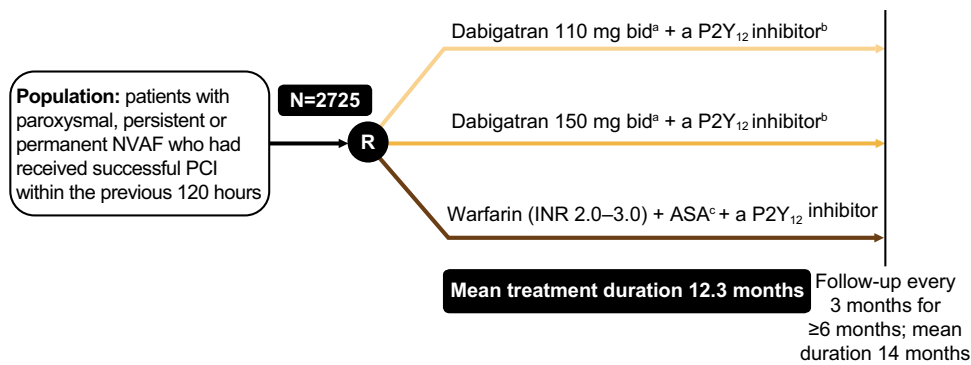 Dabigatran 110 mg bidᵃ + a P2Y₁₂ inhibitorᵇ
Population: patients with
paroxysmal, persistent or
permanent NVAF who had
received successful PCI
within the previous 120 hours
N=2725
R
Dabigatran 150 mg bidᵃ + a P2Y₁₂ inhibitorᵇ
Warfarin (INR 2.0–3.0) + ASAᶜ + a P2Y₁₂ inhibitor
Mean treatment duration 12.3 months
Follow-up every
3 months for
≥6 months; mean
duration 14 months